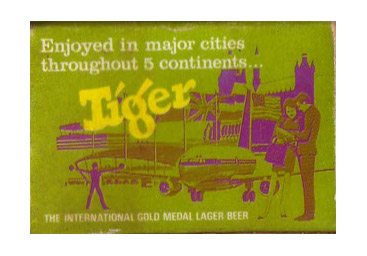 Enjoyed in major cities
throughout 5 continents...
Tiger
THE INTERNATIONAL GOLD MEDAL LAGER BEER